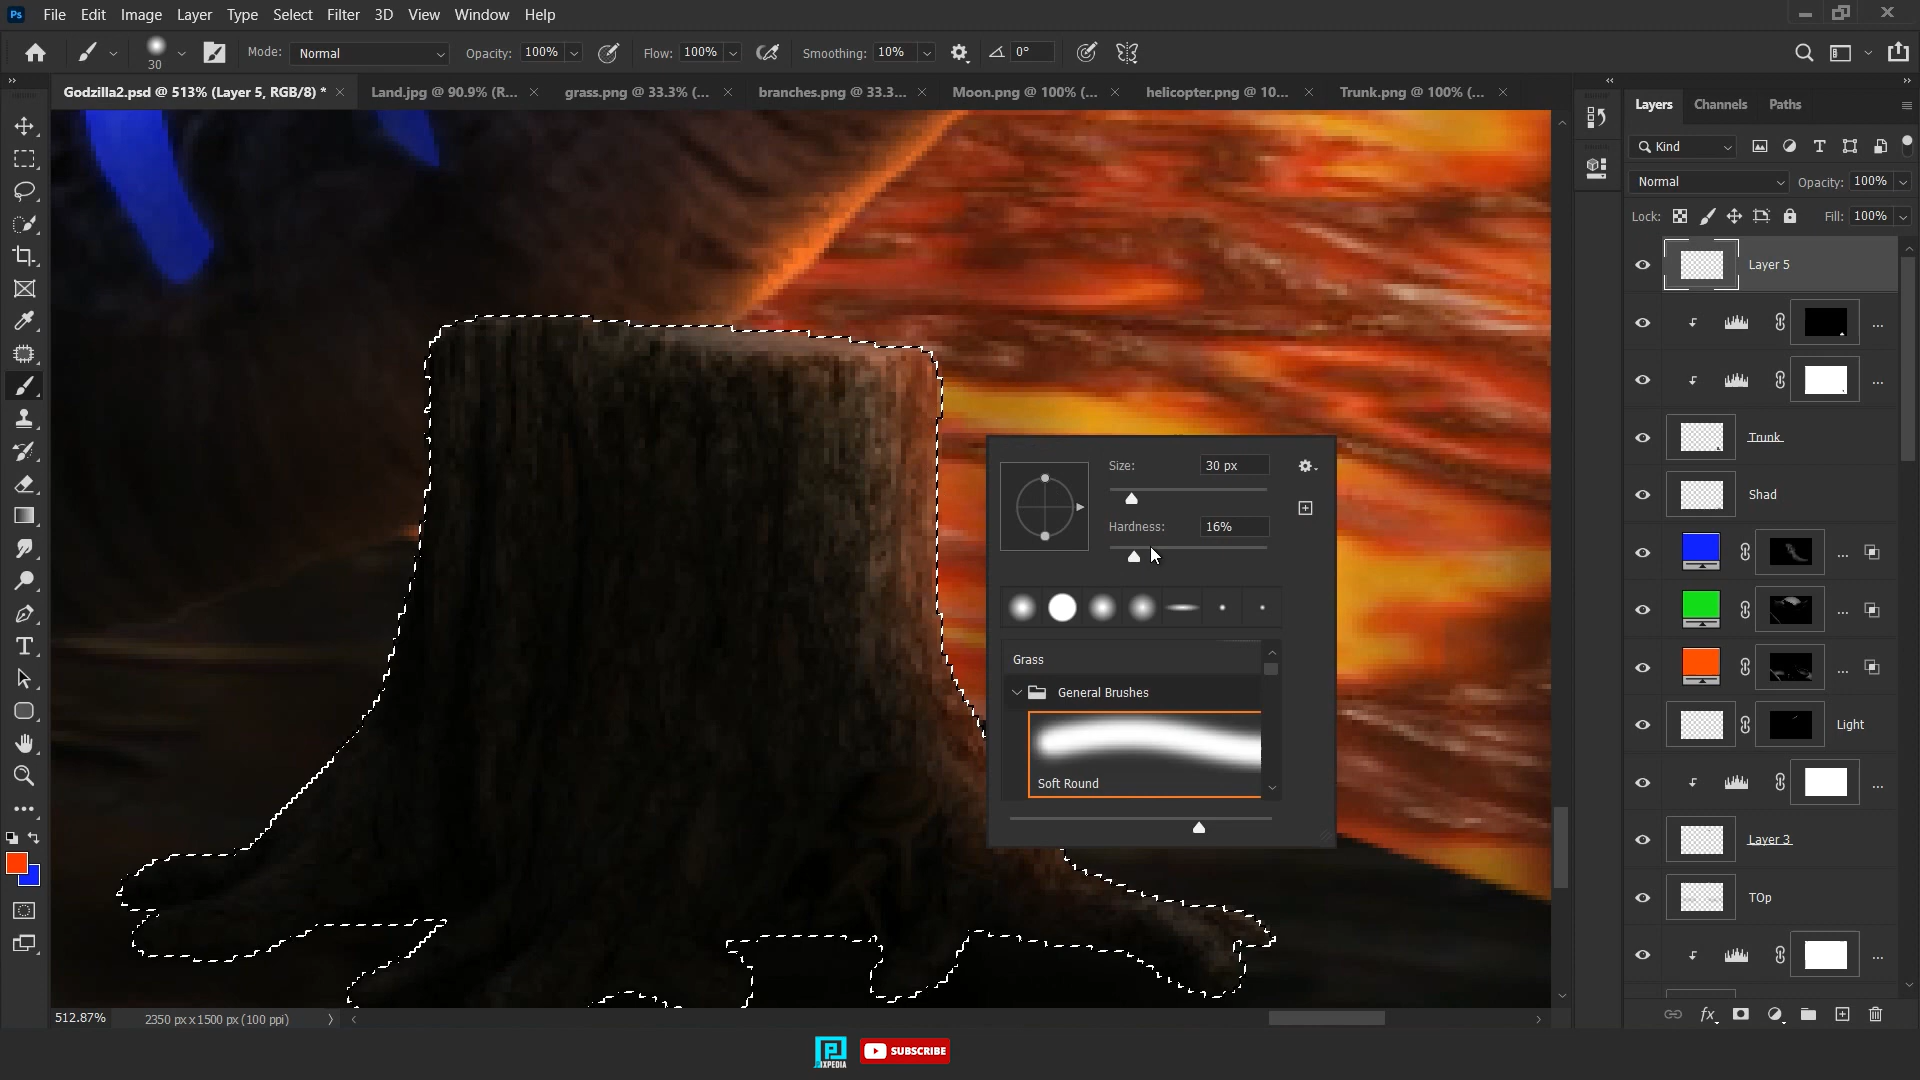 Ps File Edit Image Layer Type Select Filter 3D View Window Help
30 Mode: Normal Opacity: 100% Flow: 100% Smoothing: 10% 0°
Godzilla2.psd @ 513% (Layer 5, RGB/8) * Land.jpg @ 90.9% (R... grass.png @ 33.3% (... branches.png @ 33.3... Moon.png @ 100% (... helicopter.png @ 10... Trunk.png @ 100% (...
Layers Channels Paths
Kind
Normal Opacity: 100%
Lock: Fill: 100%
Layer 5
...
...
Trunk
Shad
...
...
...
Light
...
Layer 3
TOp
...
Size: 30 px
Hardness: 16%
Grass
General Brushes
Soft Round
512.87% 2350 px x 1500 px (100 ppi)
fx
PIXPEDIA
SUBSCRIBE